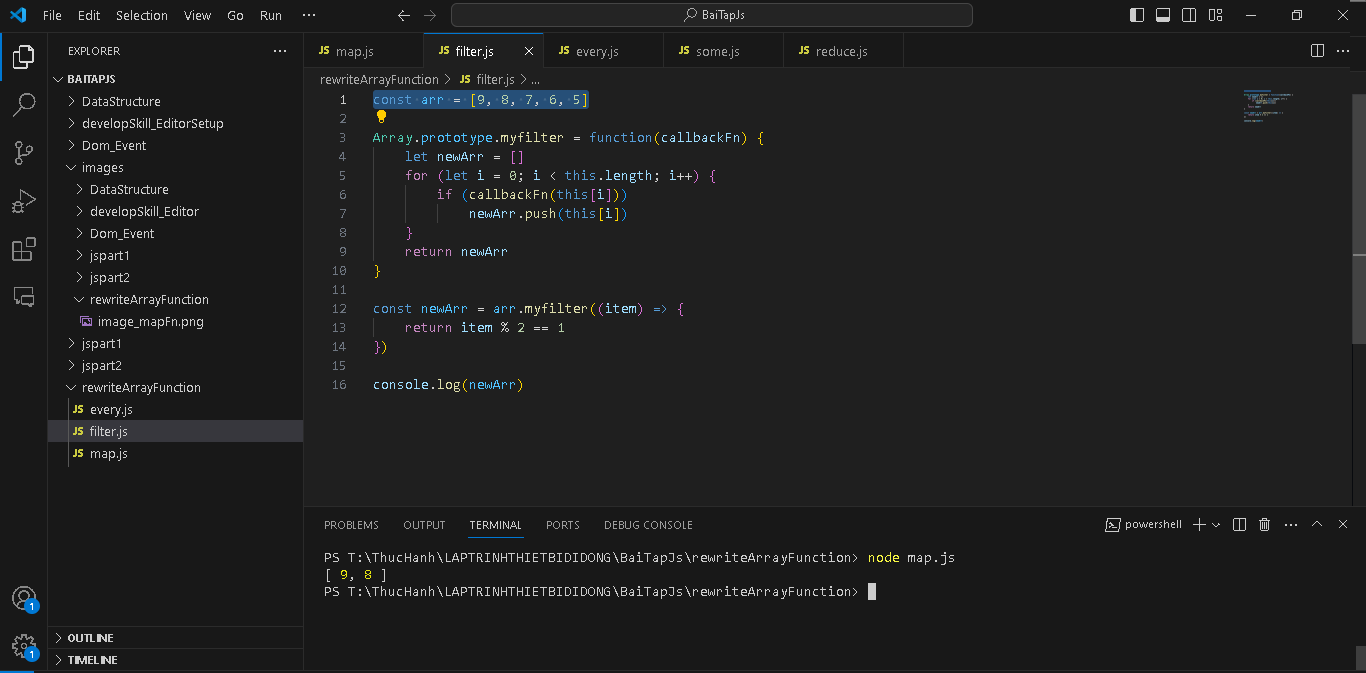 File Edit Selection View Go Run ···
BaiTapJs
EXPLORER ···
BAITAPJS
DataStructure
developSkill_EditorSetup
Dom_Event
images
DataStructure
developSkill_Editor
Dom_Event
jspart1
jspart2
rewriteArrayFunction
image_mapFn.png
jspart1
jspart2
rewriteArrayFunction
JS every.js
JS filter.js
JS map.js
OUTLINE
TIMELINE
1
1
JS map.js JS filter.js JS every.js JS some.js JS reduce.js
rewriteArrayFunction > JS filter.js > ...
1 const arr = [9, 8, 7, 6, 5]
2
3 Array.prototype.myfilter = function(callbackFn) {
4 let newArr = []
5 for (let i = 0; i < this.length; i++) {
6 if (callbackFn(this[i]))
7 newArr.push(this[i])
8 }
9 return newArr
10 }
11
12 const newArr = arr.myfilter((item) => {
13 return item % 2 == 1
14 })
15
16 console.log(newArr)
PROBLEMS OUTPUT TERMINAL PORTS DEBUG CONSOLE powershell
PS T:\ThucHanh\LAPTRINHTHIETBIDIDONG\BaiTapJs\rewriteArrayFunction> node map.js
[ 9, 8 ]
PS T:\ThucHanh\LAPTRINHTHIETBIDIDONG\BaiTapJs\rewriteArrayFunction>